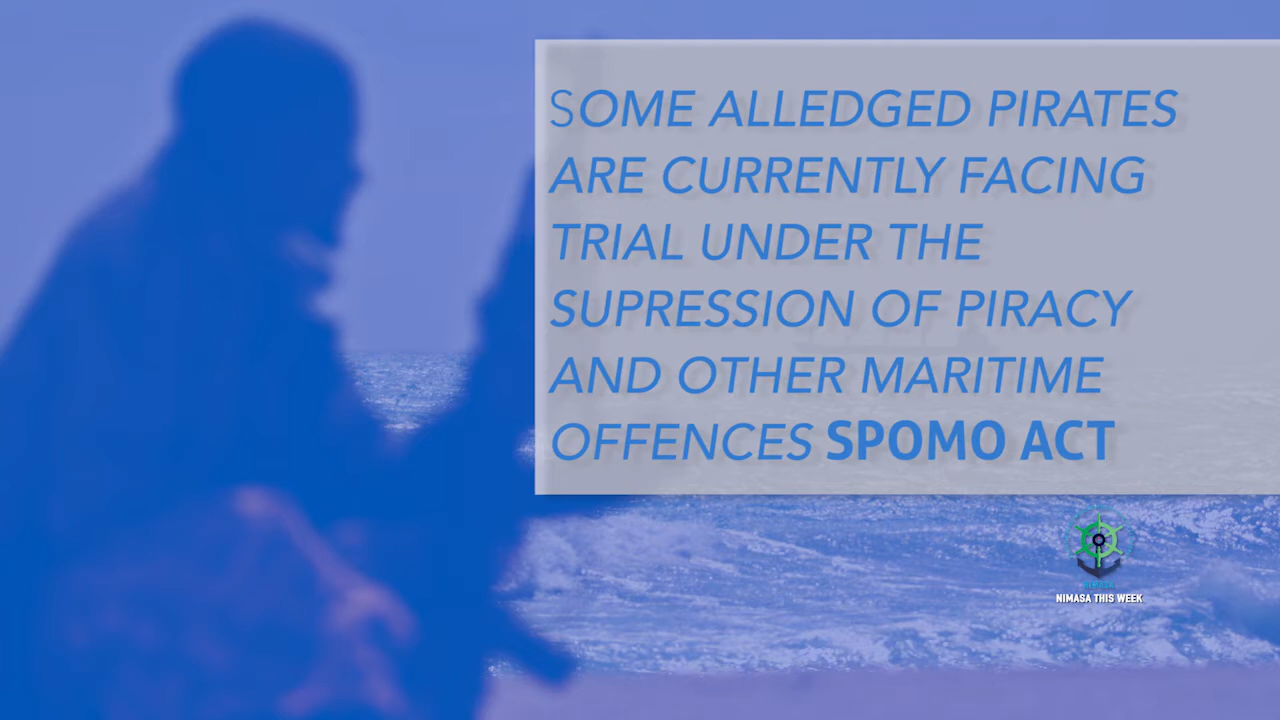 SOME ALLEDGED PIRATES
ARE CURRENTLY FACING
TRIAL UNDER THE
SUPRESSION OF PIRACY
AND OTHER MARITIME
OFFENCES SPOMO ACT
NIMASA
NIMASA THIS WEEK